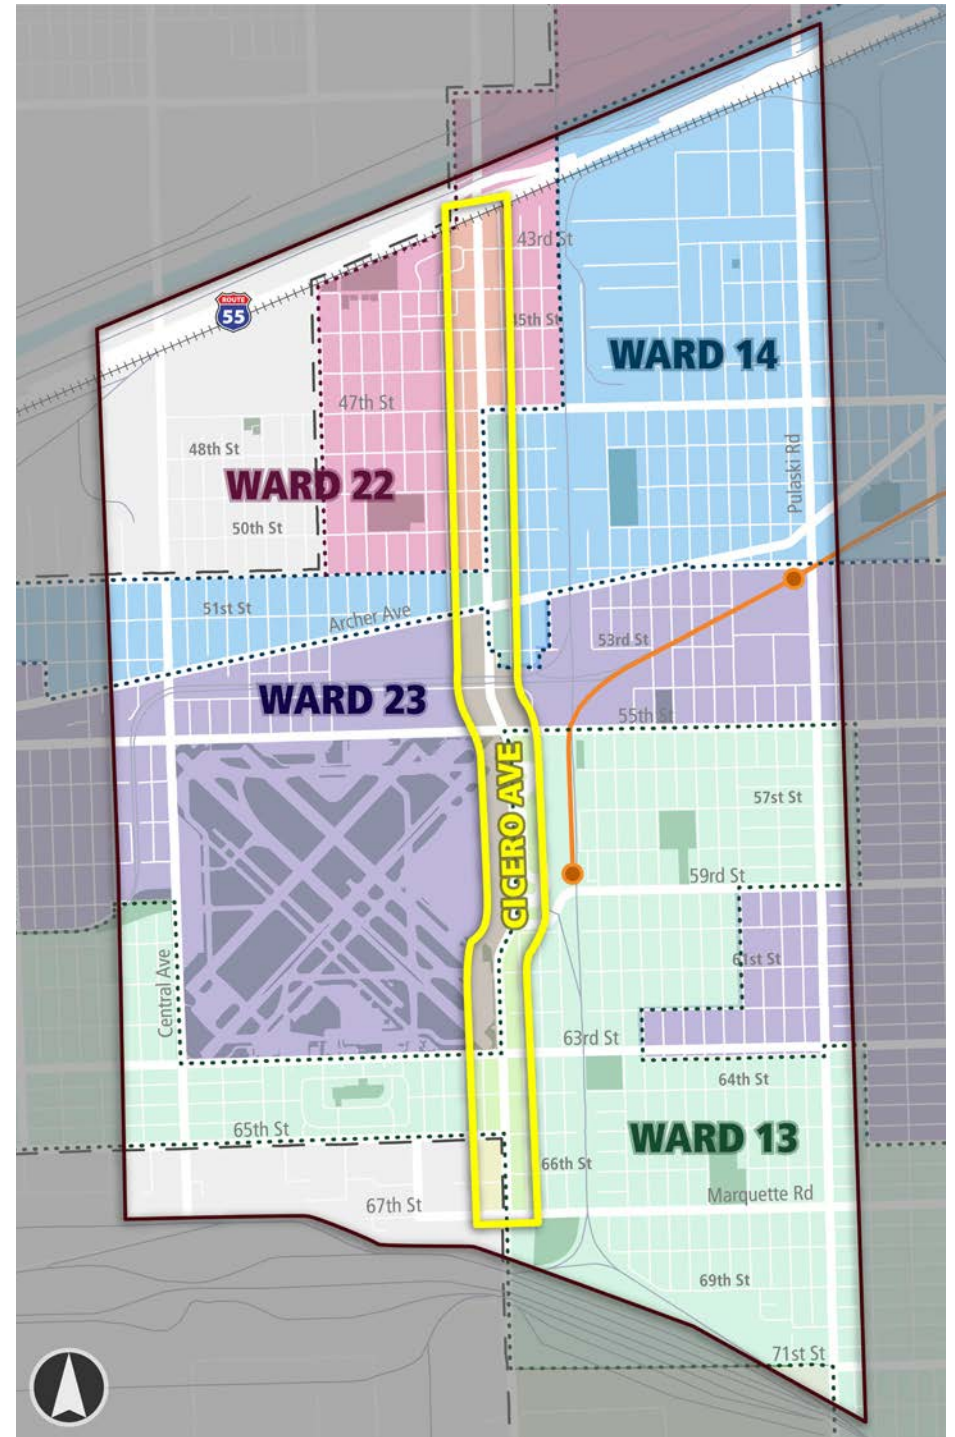 43rd St
ROUTE
55
45th St
WARD 14
47th St
48th St
Pulaski Rd
WARD 22
50th St
51st St
Archer Ave
53rd St
WARD 23
55th St
CICERO AVE
57st St
59rd St
61st St
Central Ave
63rd St
64th St
65th St
WARD 13
66th St
67th St
Marquette Rd
69th St
71st St